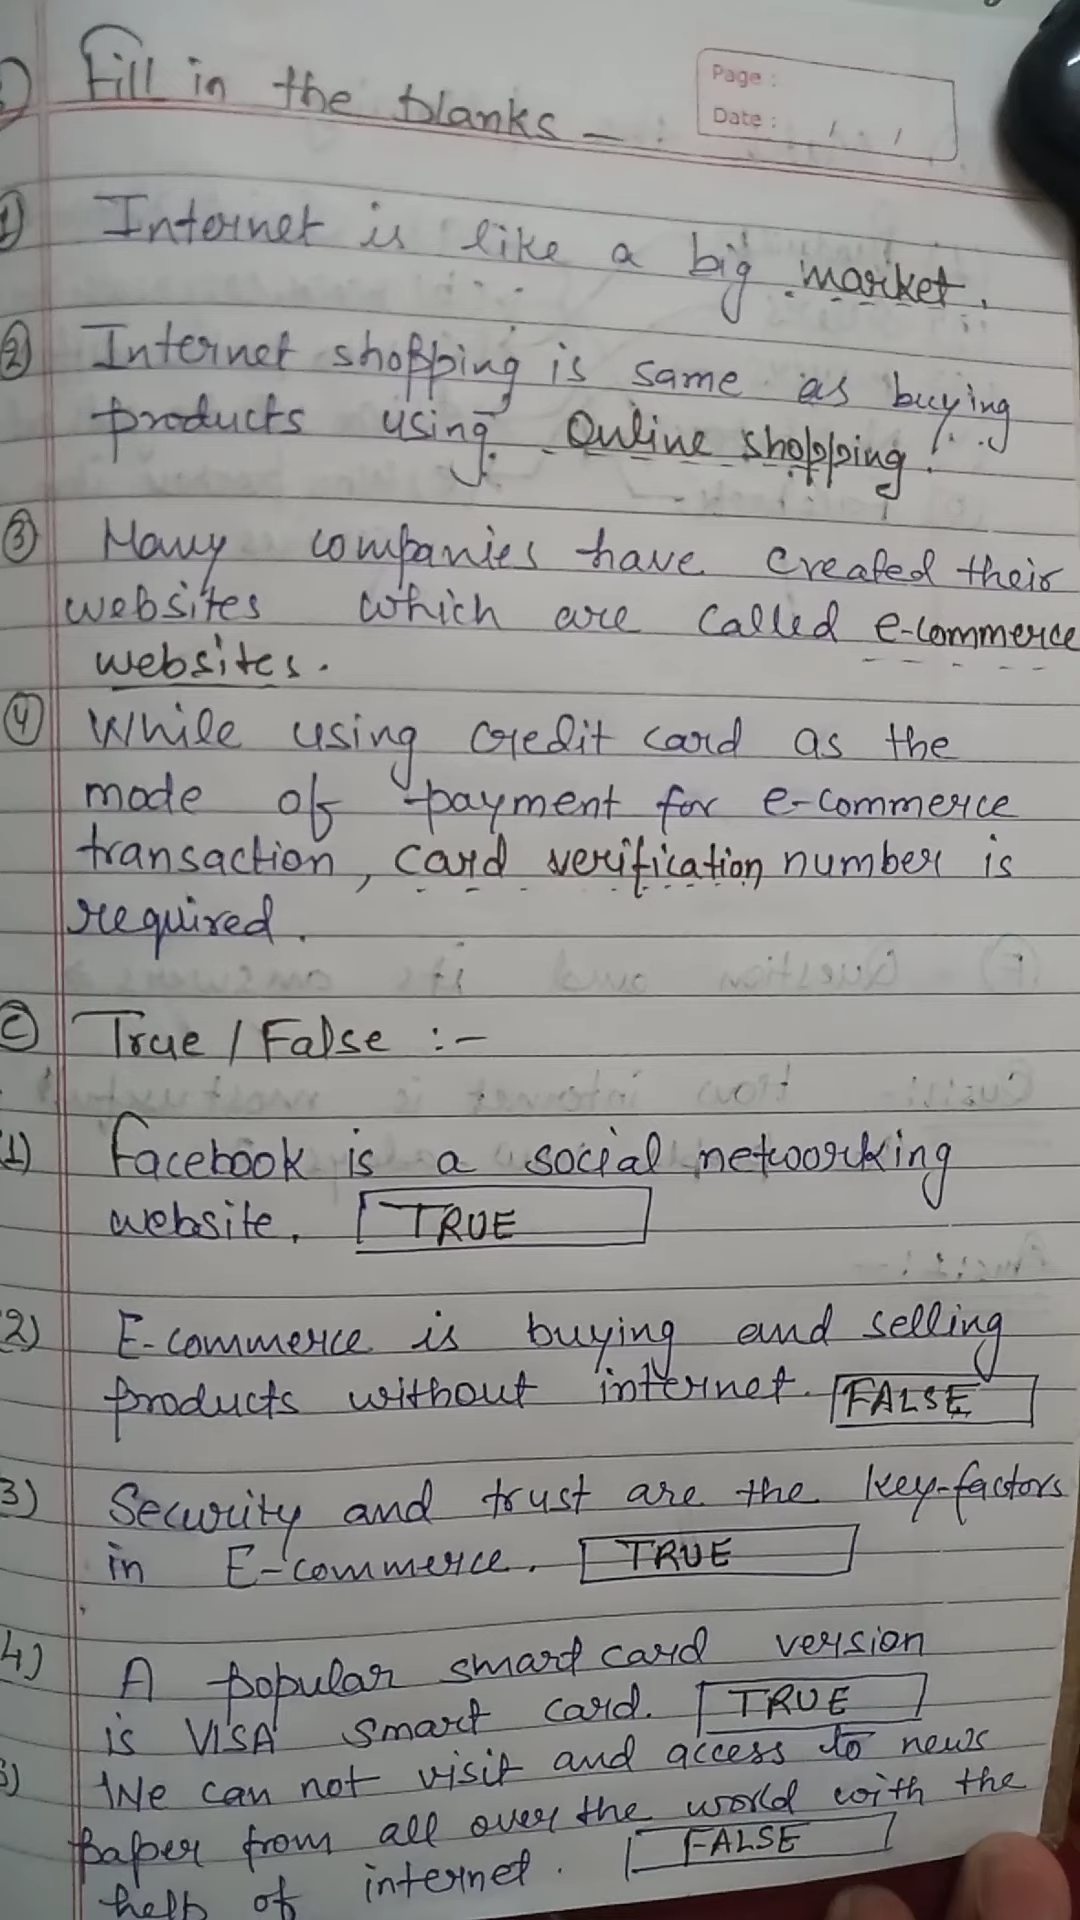 Fill in the blanks -
Page :
Date :
1) Internet is like a big market.
2) Internet shopping is same as buying
products using Online shopping.
3) Many companies have created their
websites which are called e-commerce
websites.
4) While using credit card as the
mode of payment for e-commerce
transaction, card verification number is
required.
C) True / False :-
1) Facebook is a social networking
website. TRUE
2) E-commerce is buying and selling
products without internet. FALSE
3) Security and trust are the key-factors
in E-commerce. TRUE
4) A popular smart card version
is VISA smart card. TRUE
We can not visit and access to news
paper from all over the world with the
help of internet. FALSE